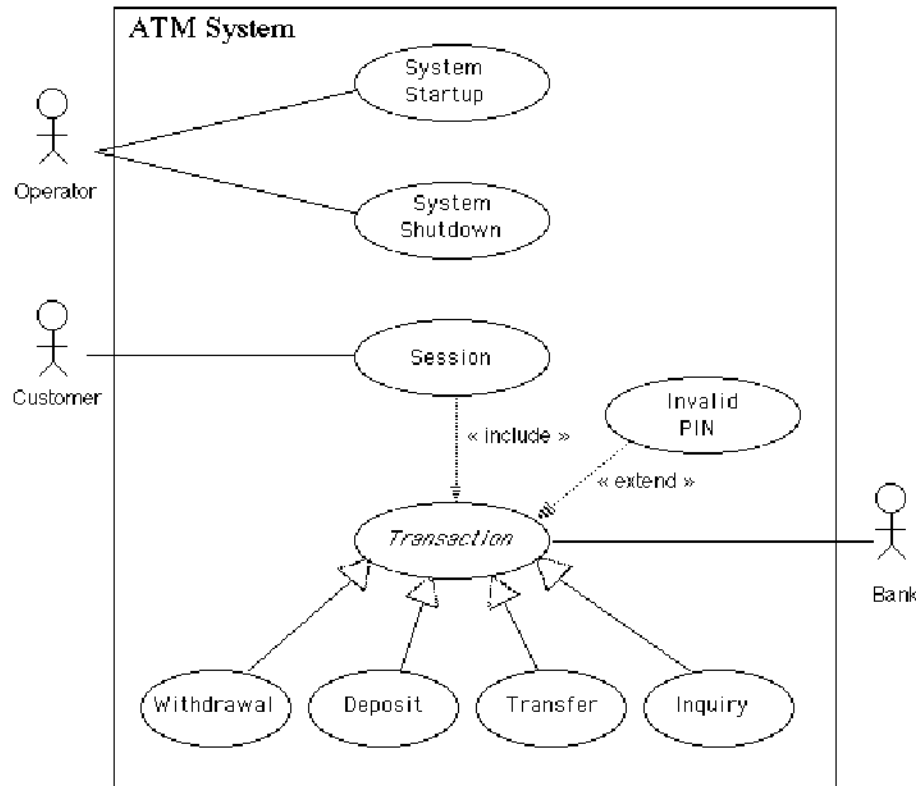 ATM System
System
Startup
Operator
System
Shutdown
Customer
Session
Invalid
PIN
« include »
« extend »
Transaction
Bank
Withdrawal
Deposit
Transfer
Inquiry